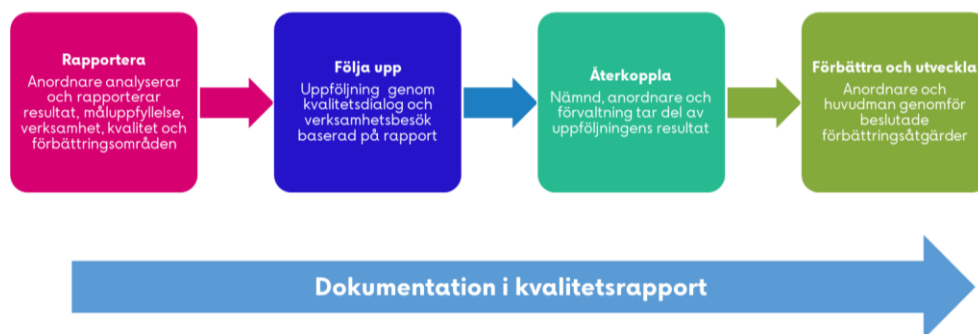 Rapportera
Anordnare analyserar
och rapporterar
resultat, måluppfyllelse,
verksamhet, kvalitet och
förbättringsområden
Följa upp
Uppföljning genom
kvalitetsdialog och
verksamhetsbesök
baserad på rapport
Återkoppla
Nämnd, anordnare och
förvaltning tar del av
uppföljningens resultat
Förbättra och utveckla
Anordnare och
huvudman genomför
beslutade
förbättringsåtgärder
Dokumentation i kvalitetsrapport